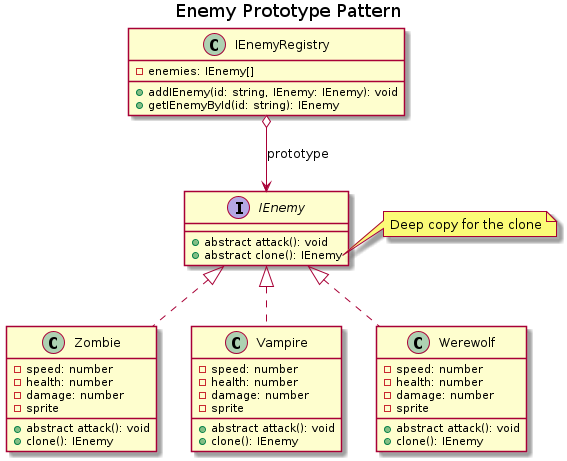 Enemy Prototype Pattern
C IEnemyRegistry
enemies: IEnemy[]
addIEnemy(id: string, IEnemy: IEnemy): void
getIEnemyById(id: string): IEnemy
prototype
I IEnemy
abstract attack(): void
abstract clone(): IEnemy
Deep copy for the clone
C Zombie
speed: number
health: number
damage: number
sprite
abstract attack(): void
clone(): IEnemy
C Vampire
speed: number
health: number
damage: number
sprite
abstract attack(): void
clone(): IEnemy
C Werewolf
speed: number
health: number
damage: number
sprite
abstract attack(): void
clone(): IEnemy